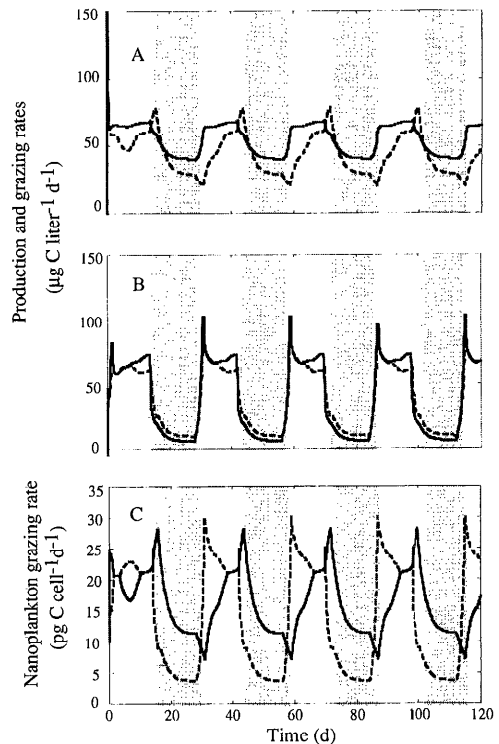 Production and grazing rates
(µg C liter-1 d-1)
150
100
50
0
A
150
100
50
0
B
Nanoplankton grazing rate
(pg C cell-1d-1)
35
30
25
20
15
10
5
0
C
0
20
40
60
80
100
120
Time (d)